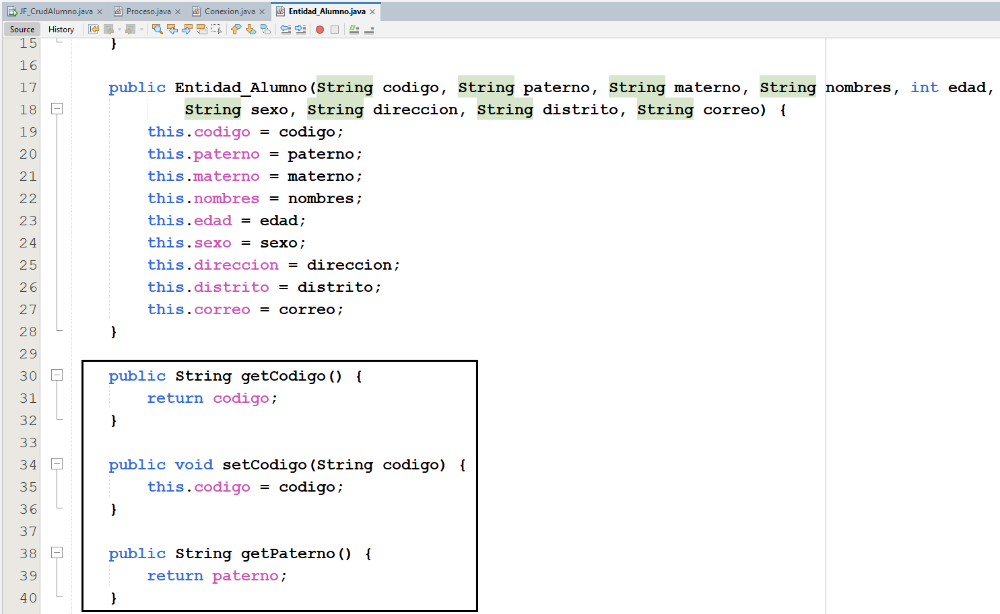 JF_CrudAlumno.java Proceso.java Conexion.java Entidad_Alumno.java
Source History
15 }
16
17 public Entidad_Alumno(String codigo, String paterno, String materno, String nombres, int edad,
18 String sexo, String direccion, String distrito, String correo) {
19 this.codigo = codigo;
20 this.paterno = paterno;
21 this.materno = materno;
22 this.nombres = nombres;
23 this.edad = edad;
24 this.sexo = sexo;
25 this.direccion = direccion;
26 this.distrito = distrito;
27 this.correo = correo;
28 }
29
30 public String getCodigo() {
31 return codigo;
32 }
33
34 public void setCodigo(String codigo) {
35 this.codigo = codigo;
36 }
37
38 public String getPaterno() {
39 return paterno;
40 }